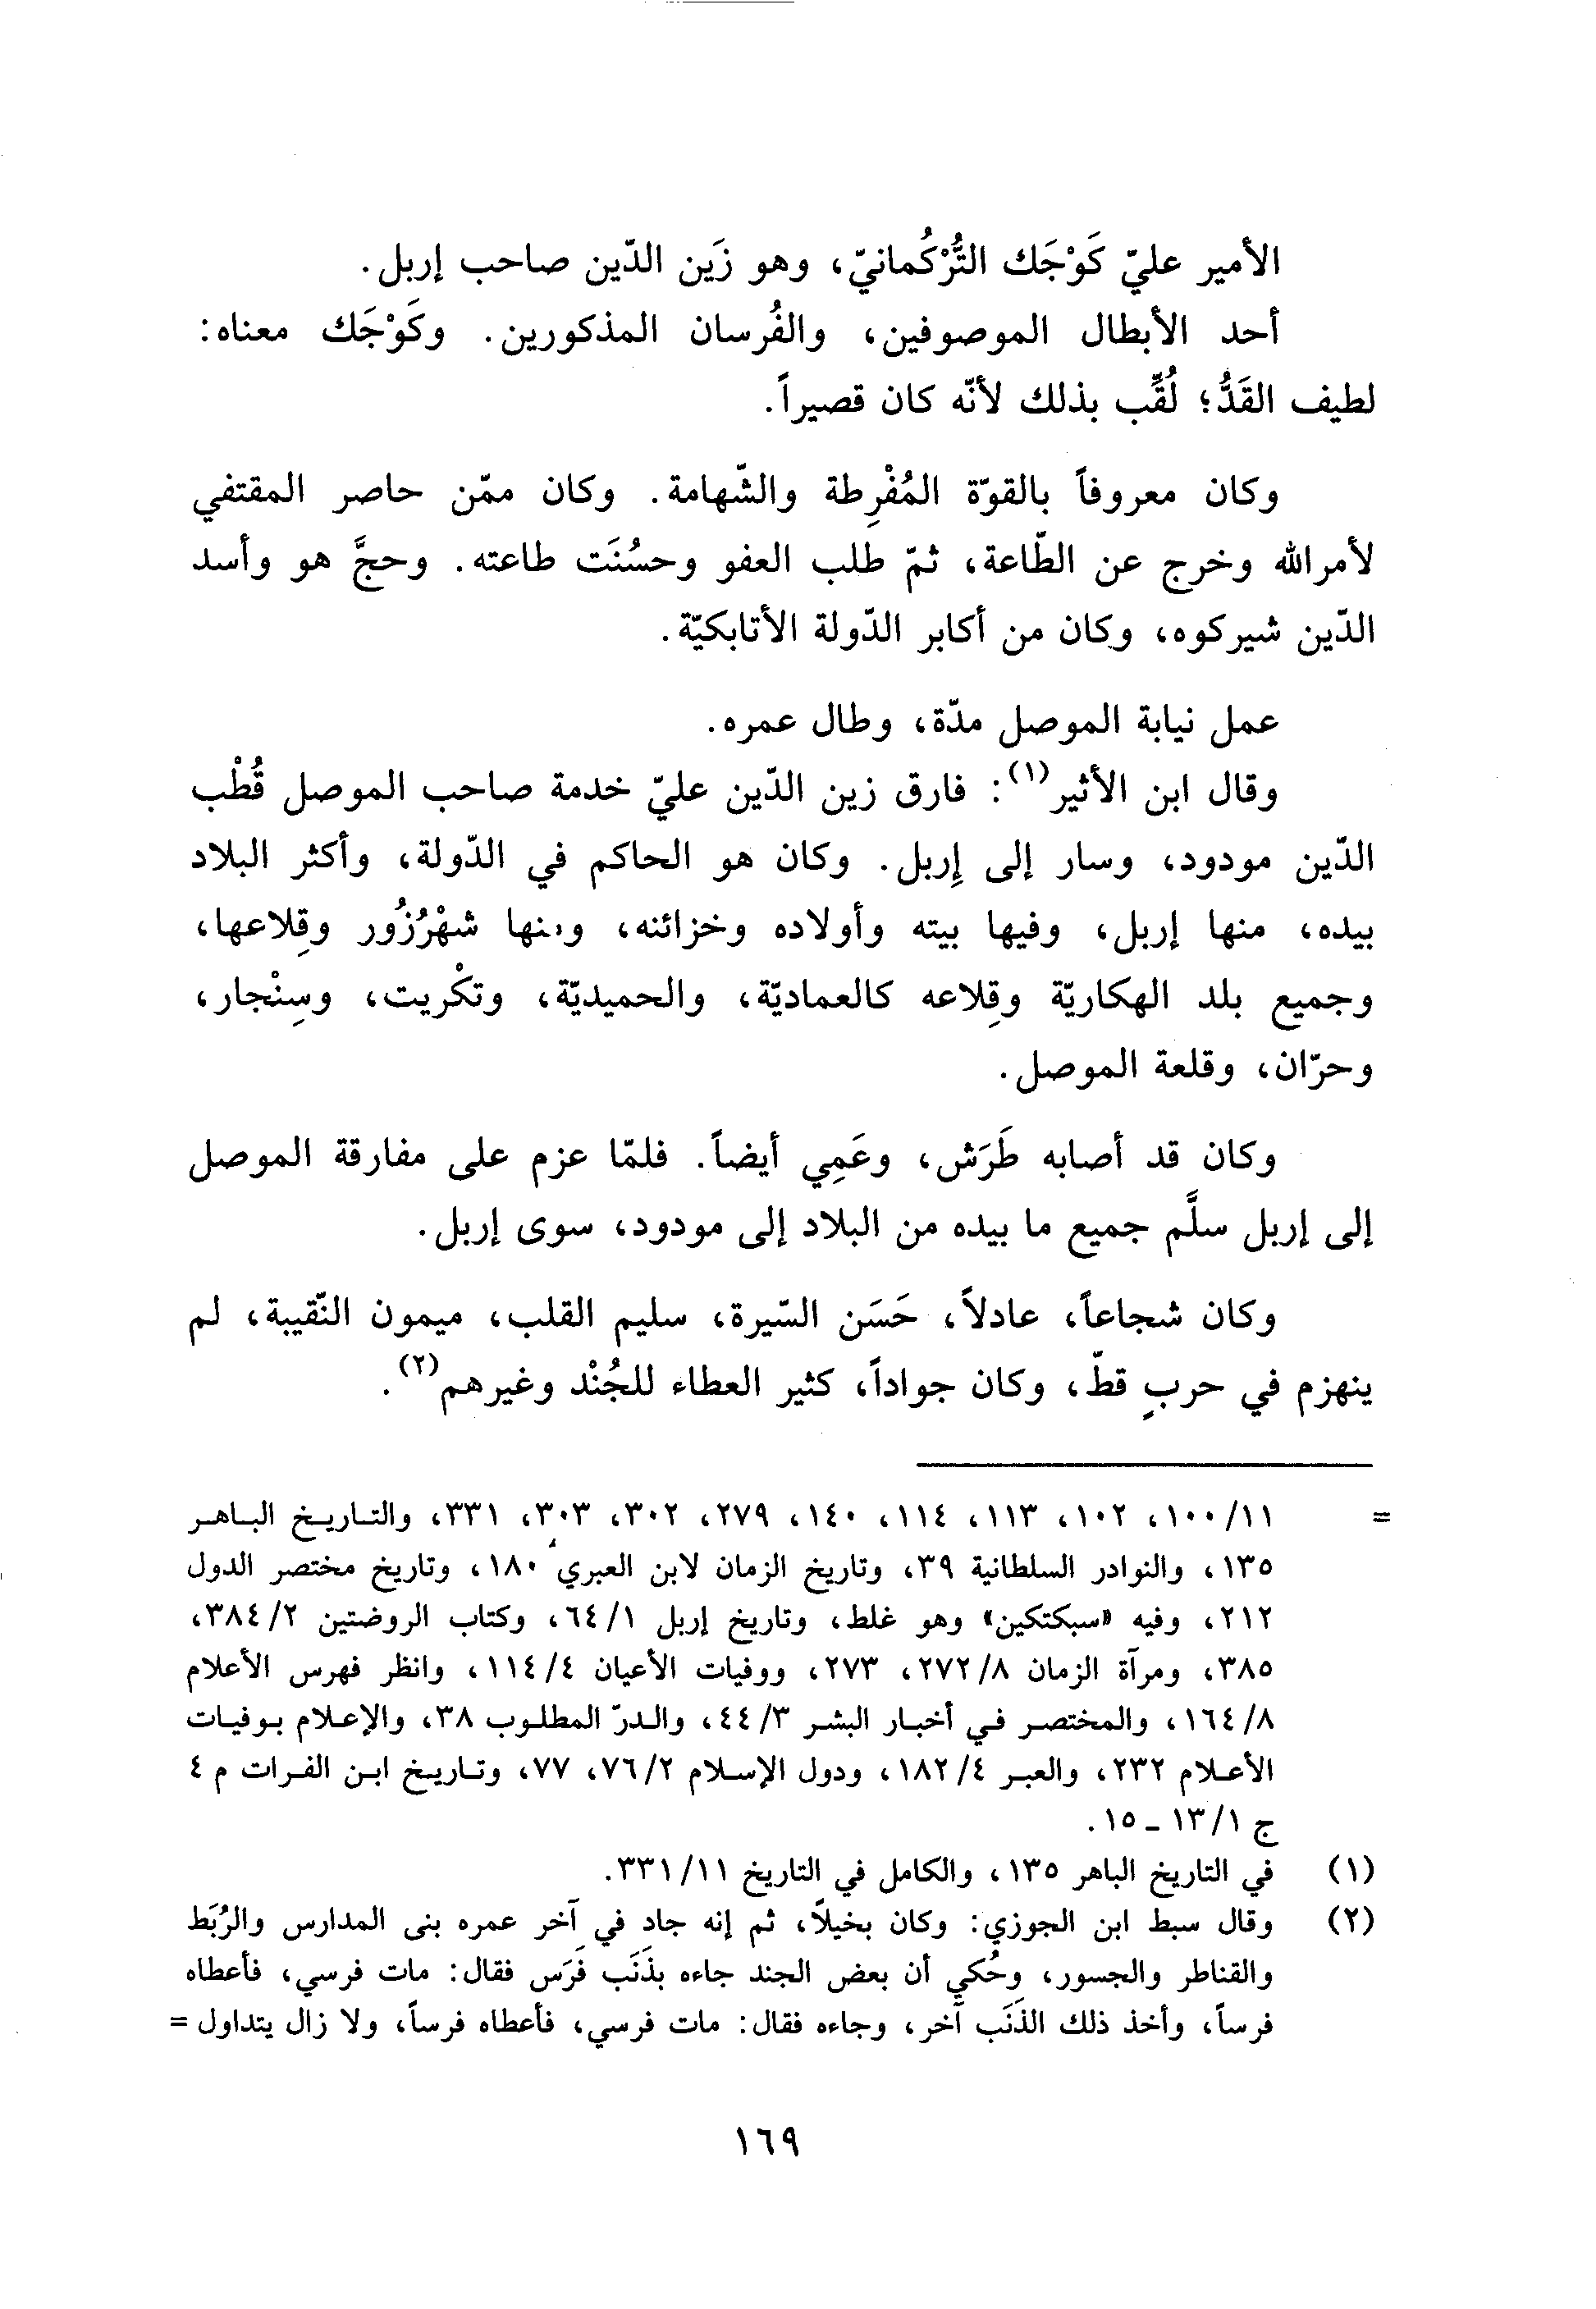 الأمير عليّ كَوْجَك التُّرْكُمانيّ، وهو زَين الدّين صاحب إربل.
أحد الأبطال الموصوفين، والفُرسان المذكورين. وكَوْجَك معناه:
لطيف القَدُّ؛ لُقِّب بذلك لأنّه كان قصيراً.
وكان معروفاً بالقوّة المُفْرِطة والشّهامة. وكان ممّن حاصر المقتفي
لأمر الله وخرج عن الطّاعة، ثمّ طلب العفو وحسُنَت طاعته. وحجَّ هو وأسد
الدّين شيركوه، وكان من أكابر الدّولة الأتابكيّة.
عمل نيابة الموصل مدّة، وطال عمره.
وقال ابن الأثير(١): فارق زين الدّين عليّ خدمة صاحب الموصل قُطْب
الدّين مودود، وسار إلى إِربل. وكان هو الحاكم في الدّولة، وأكثر البلاد
بيده، منها إربل، وفيها بيته وأولاده وخزائنه، ومنها شهْرُزُور وقِلاعها،
وجميع بلد الهكاريّة وقِلاعه كالعماديّة، والحميديّة، وتكْريت، وسِنْجار،
وحرّان، وقلعة الموصل.
وكان قد أصابه طَرَش، وعَمِي أيضاً. فلمّا عزم على مفارقة الموصل
إلى إربل سلَّم جميع ما بيده من البلاد إلى مودود، سوى إربل.
وكان شجاعاً، عادلاً، حَسَن السّيرة، سليم القلب، ميمون النّقيبة، لم
ينهزم في حربٍ قطّ، وكان جواداً، كثير العطاء للجُنْد وغيرهم(٢).
= ١١/ ١٠٠، ١٠٢، ١١٣، ١١٤، ١٤٠، ٢٧٩، ٣٠٢، ٣٠٣، ٣٣١، والتاريخ الباهر
١٣٥، والنوادر السلطانية ٣٩، وتاريخ الزمان لابن العبري ١٨٠، وتاريخ مختصر الدول
٢١٢، وفيه «سبكتكين» وهو غلط، وتاريخ إربل ١/ ٦٤، وكتاب الروضتين ٢/ ٣٨٤،
٣٨٥، ومرآة الزمان ٨/ ٢٧٢، ٢٧٣، ووفيات الأعيان ٤/ ١١٤، وانظر فهرس الأعلام
٨/ ١٦٤، والمختصر في أخبار البشر ٣/ ٤٤، والدرّ المطلوب ٣٨، والإعلام بوفيات
الأعلام ٢٣٢، والعبر ٤/ ١٨٢، ودول الإسلام ٢/ ٧٦، ٧٧، وتاريخ ابن الفرات م ٤
ج ١/ ١٣ - ١٥.
(١) في التاريخ الباهر ١٣٥، والكامل في التاريخ ١١/ ٣٣١.
(٢) وقال سبط ابن الجوزي: وكان بخيلاً، ثم إنه جاد في آخر عمره بنى المدارس والرُبَط
والقناطر والجسور، وحُكي أن بعض الجند جاءه بذَنَب فَرَس فقال: مات فرسي، فأعطاه
فرساً، وأخذ ذلك الذَنَب آخر، وجاءه فقال: مات فرسي، فأعطاه فرساً، ولا زال يتداول =
١٦٩